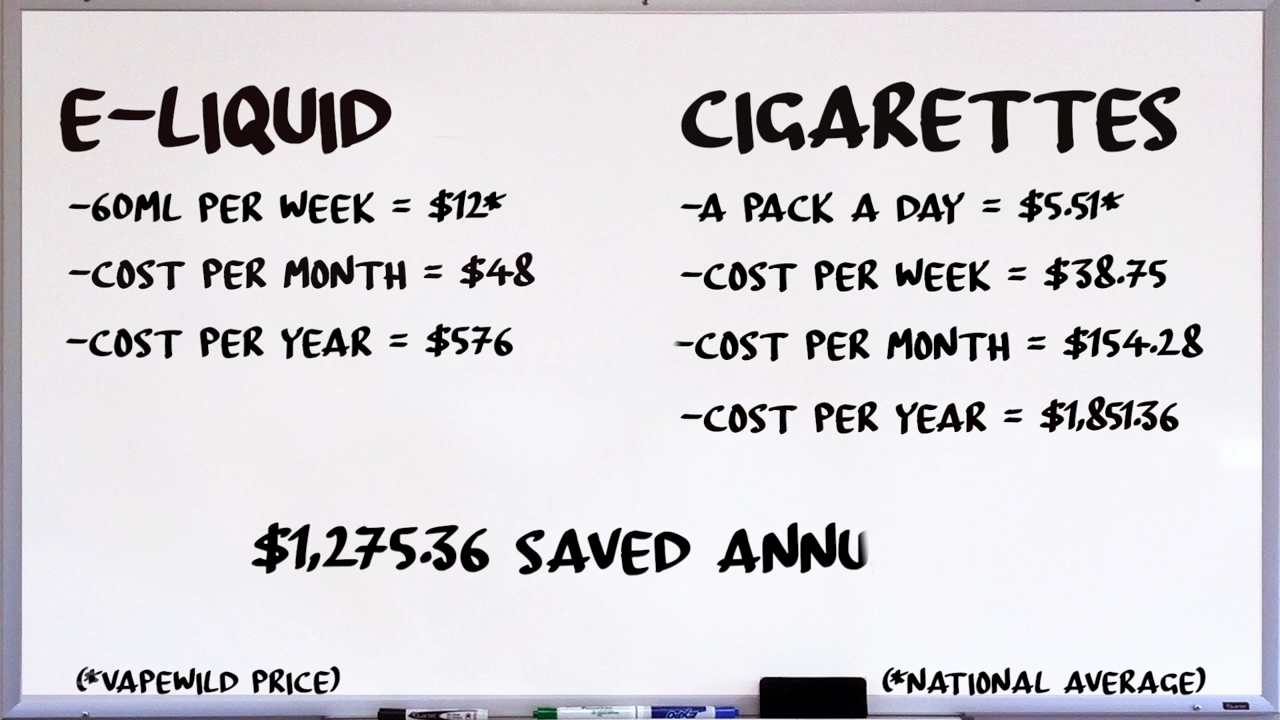 E-LIQUID
-60ML PER WEEK = $12*
-COST PER MONTH = $48
-COST PER YEAR = $576
CIGARETTES
-A PACK A DAY = $5.51*
-COST PER WEEK = $38.75
-COST PER MONTH = $154.28
-COST PER YEAR = $1,851.36
$1,275.36 SAVED ANNU
(*VAPEWILD PRICE)
(*NATIONAL AVERAGE)